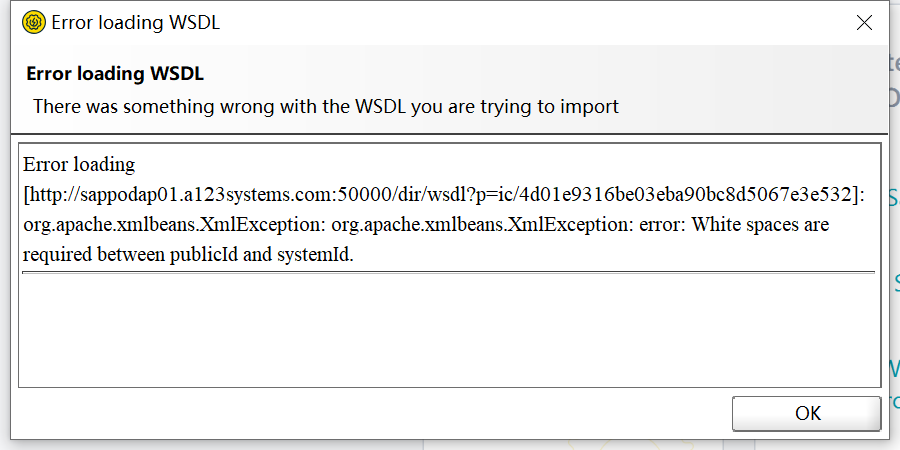 Error loading WSDL
Error loading WSDL
There was something wrong with the WSDL you are trying to import
Error loading
[http://sappodap01.a123systems.com:50000/dir/wsdl?p=ic/4d01e9316be03eba90bc8d5067e3e532]:
org.apache.xmlbeans.XmlException: org.apache.xmlbeans.XmlException: error: White spaces are
required between publicId and systemId.
OK